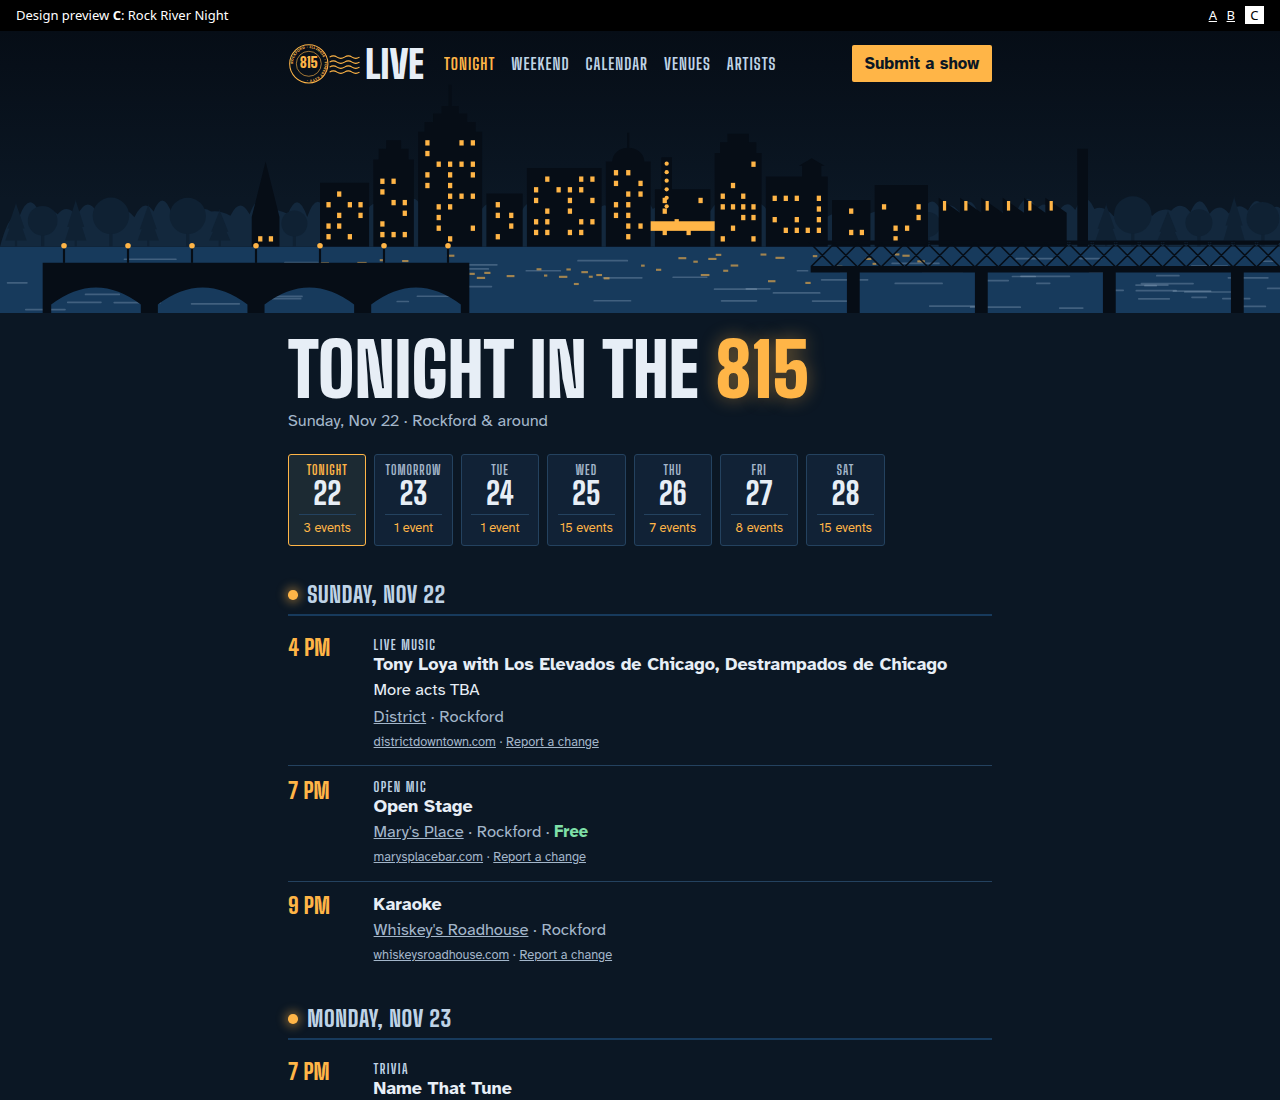 Design preview C: Rock River Night A B C
815 LIVE TONIGHT WEEKEND CALENDAR VENUES ARTISTS Submit a show
TONIGHT IN THE 815
Sunday, Nov 22 · Rockford & around
TONIGHT TOMORROW TUE WED THU FRI SAT
22 23 24 25 26 27 28
3 events 1 event 1 event 15 events 7 events 8 events 15 events
SUNDAY, NOV 22
4 PM LIVE MUSIC
Tony Loya with Los Elevados de Chicago, Destrampados de Chicago
More acts TBA
District · Rockford
districtdowntown.com · Report a change
7 PM OPEN MIC
Open Stage
Mary's Place · Rockford · Free
marysplacebar.com · Report a change
9 PM Karaoke
Whiskey's Roadhouse · Rockford
whiskeysroadhouse.com · Report a change
MONDAY, NOV 23
7 PM TRIVIA
Name That Tune